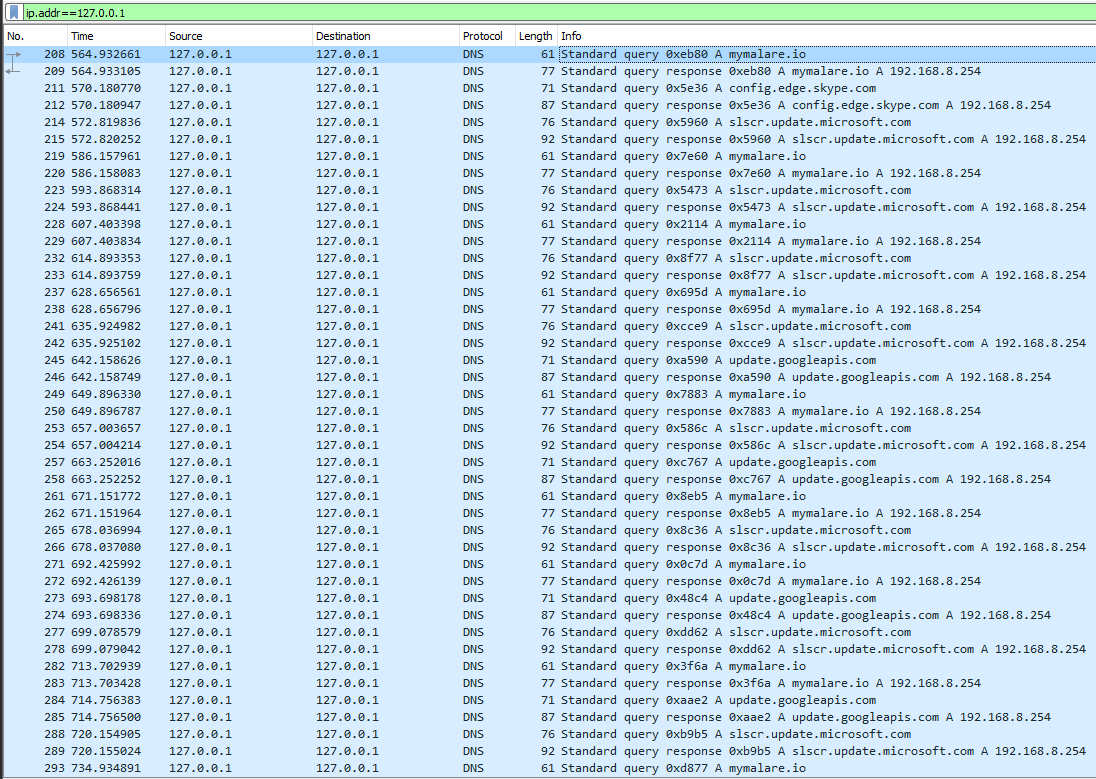 ip.addr==127.0.0.1
No. Time Source Destination Protocol Length Info
208 564.932661 127.0.0.1 127.0.0.1 DNS 61 Standard query 0xeb80 A mymalare.io
209 564.933105 127.0.0.1 127.0.0.1 DNS 77 Standard query response 0xeb80 A mymalare.io A 192.168.8.254
211 570.180770 127.0.0.1 127.0.0.1 DNS 71 Standard query 0x5e36 A config.edge.skype.com
212 570.180947 127.0.0.1 127.0.0.1 DNS 87 Standard query response 0x5e36 A config.edge.skype.com A 192.168.8.254
214 572.819836 127.0.0.1 127.0.0.1 DNS 76 Standard query 0x5960 A slscr.update.microsoft.com
215 572.820252 127.0.0.1 127.0.0.1 DNS 92 Standard query response 0x5960 A slscr.update.microsoft.com A 192.168.8.254
219 586.157961 127.0.0.1 127.0.0.1 DNS 61 Standard query 0x7e60 A mymalare.io
220 586.158083 127.0.0.1 127.0.0.1 DNS 77 Standard query response 0x7e60 A mymalare.io A 192.168.8.254
223 593.868314 127.0.0.1 127.0.0.1 DNS 76 Standard query 0x5473 A slscr.update.microsoft.com
224 593.868441 127.0.0.1 127.0.0.1 DNS 92 Standard query response 0x5473 A slscr.update.microsoft.com A 192.168.8.254
228 607.403398 127.0.0.1 127.0.0.1 DNS 61 Standard query 0x2114 A mymalare.io
229 607.403834 127.0.0.1 127.0.0.1 DNS 77 Standard query response 0x2114 A mymalare.io A 192.168.8.254
232 614.893353 127.0.0.1 127.0.0.1 DNS 76 Standard query 0x8f77 A slscr.update.microsoft.com
233 614.893759 127.0.0.1 127.0.0.1 DNS 92 Standard query response 0x8f77 A slscr.update.microsoft.com A 192.168.8.254
237 628.656561 127.0.0.1 127.0.0.1 DNS 61 Standard query 0x695d A mymalare.io
238 628.656796 127.0.0.1 127.0.0.1 DNS 77 Standard query response 0x695d A mymalare.io A 192.168.8.254
241 635.924982 127.0.0.1 127.0.0.1 DNS 76 Standard query 0xcce9 A slscr.update.microsoft.com
242 635.925102 127.0.0.1 127.0.0.1 DNS 92 Standard query response 0xcce9 A slscr.update.microsoft.com A 192.168.8.254
245 642.158626 127.0.0.1 127.0.0.1 DNS 71 Standard query 0xa590 A update.googleapis.com
246 642.158749 127.0.0.1 127.0.0.1 DNS 87 Standard query response 0xa590 A update.googleapis.com A 192.168.8.254
249 649.896330 127.0.0.1 127.0.0.1 DNS 61 Standard query 0x7883 A mymalare.io
250 649.896787 127.0.0.1 127.0.0.1 DNS 77 Standard query response 0x7883 A mymalare.io A 192.168.8.254
253 657.003657 127.0.0.1 127.0.0.1 DNS 76 Standard query 0x586c A slscr.update.microsoft.com
254 657.004214 127.0.0.1 127.0.0.1 DNS 92 Standard query response 0x586c A slscr.update.microsoft.com A 192.168.8.254
257 663.252016 127.0.0.1 127.0.0.1 DNS 71 Standard query 0xc767 A update.googleapis.com
258 663.252252 127.0.0.1 127.0.0.1 DNS 87 Standard query response 0xc767 A update.googleapis.com A 192.168.8.254
261 671.151772 127.0.0.1 127.0.0.1 DNS 61 Standard query 0x8eb5 A mymalare.io
262 671.151964 127.0.0.1 127.0.0.1 DNS 77 Standard query response 0x8eb5 A mymalare.io A 192.168.8.254
265 678.036994 127.0.0.1 127.0.0.1 DNS 76 Standard query 0x8c36 A slscr.update.microsoft.com
266 678.037080 127.0.0.1 127.0.0.1 DNS 92 Standard query response 0x8c36 A slscr.update.microsoft.com A 192.168.8.254
271 692.425992 127.0.0.1 127.0.0.1 DNS 61 Standard query 0x0c7d A mymalare.io
272 692.426139 127.0.0.1 127.0.0.1 DNS 77 Standard query response 0x0c7d A mymalare.io A 192.168.8.254
273 693.698178 127.0.0.1 127.0.0.1 DNS 71 Standard query 0x48c4 A update.googleapis.com
274 693.698336 127.0.0.1 127.0.0.1 DNS 87 Standard query response 0x48c4 A update.googleapis.com A 192.168.8.254
277 699.078579 127.0.0.1 127.0.0.1 DNS 76 Standard query 0xdd62 A slscr.update.microsoft.com
278 699.079042 127.0.0.1 127.0.0.1 DNS 92 Standard query response 0xdd62 A slscr.update.microsoft.com A 192.168.8.254
282 713.702939 127.0.0.1 127.0.0.1 DNS 61 Standard query 0x3f6a A mymalare.io
283 713.703428 127.0.0.1 127.0.0.1 DNS 77 Standard query response 0x3f6a A mymalare.io A 192.168.8.254
284 714.756383 127.0.0.1 127.0.0.1 DNS 71 Standard query 0xaae2 A update.googleapis.com
285 714.756500 127.0.0.1 127.0.0.1 DNS 87 Standard query response 0xaae2 A update.googleapis.com A 192.168.8.254
288 720.154905 127.0.0.1 127.0.0.1 DNS 76 Standard query 0xb9b5 A slscr.update.microsoft.com
289 720.155024 127.0.0.1 127.0.0.1 DNS 92 Standard query response 0xb9b5 A slscr.update.microsoft.com A 192.168.8.254
293 734.934891 127.0.0.1 127.0.0.1 DNS 61 Standard query 0xd877 A mymalare.io